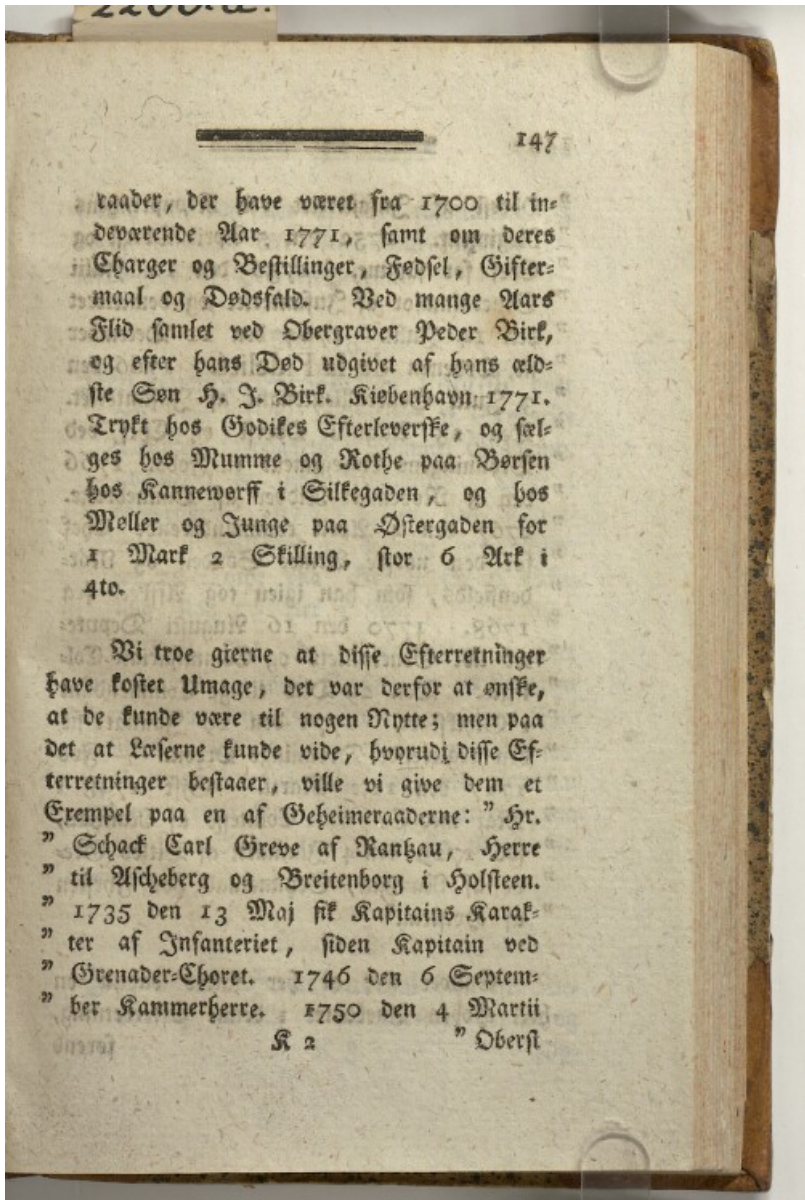 147
raader, der have været fra 1700 til in-
deværende Aar 1771, samt om deres
Charger og Bestillinger, Fødsel, Gifter-
maal og Dødsfald. Ved mange Aars
Flid samlet ved Obergraver Peder Birk,
og efter hans Død udgivet af hans æld-
ste Søn H. J. Birk. Kiøbenhavn 1771.
Trykt hos Godikes Efterleverske, og sæl-
ges hos Mumme og Rothe paa Børsen
hos Kanneworff i Silkegaden, og hos
Møller og Junge paa Østergaden for
1 Mark 2 Skilling, stor 6 Ark i
4to.
Vi troe gierne at disse Efterretninger
have kostet Umage, det var derfor at ønske,
at de kunde være til nogen Nytte; men paa
det at Læserne kunde vide, hvorudi disse Ef-
terretninger bestaaer, ville vi give dem et
Exempel paa en af Geheimeraaderne: " Hr.
" Schack Carl Greve af Rantzau, Herre
" til Ascheberg og Breitenborg i Holsteen.
" 1735 den 13 Maj fik Kapitains Karak-
" ter af Infanteriet, siden Kapitain ved
" Grenader-Choret. 1746 den 6 Septem-
" ber Kammerherre. 1750 den 4 Martii
K 2 " Oberst